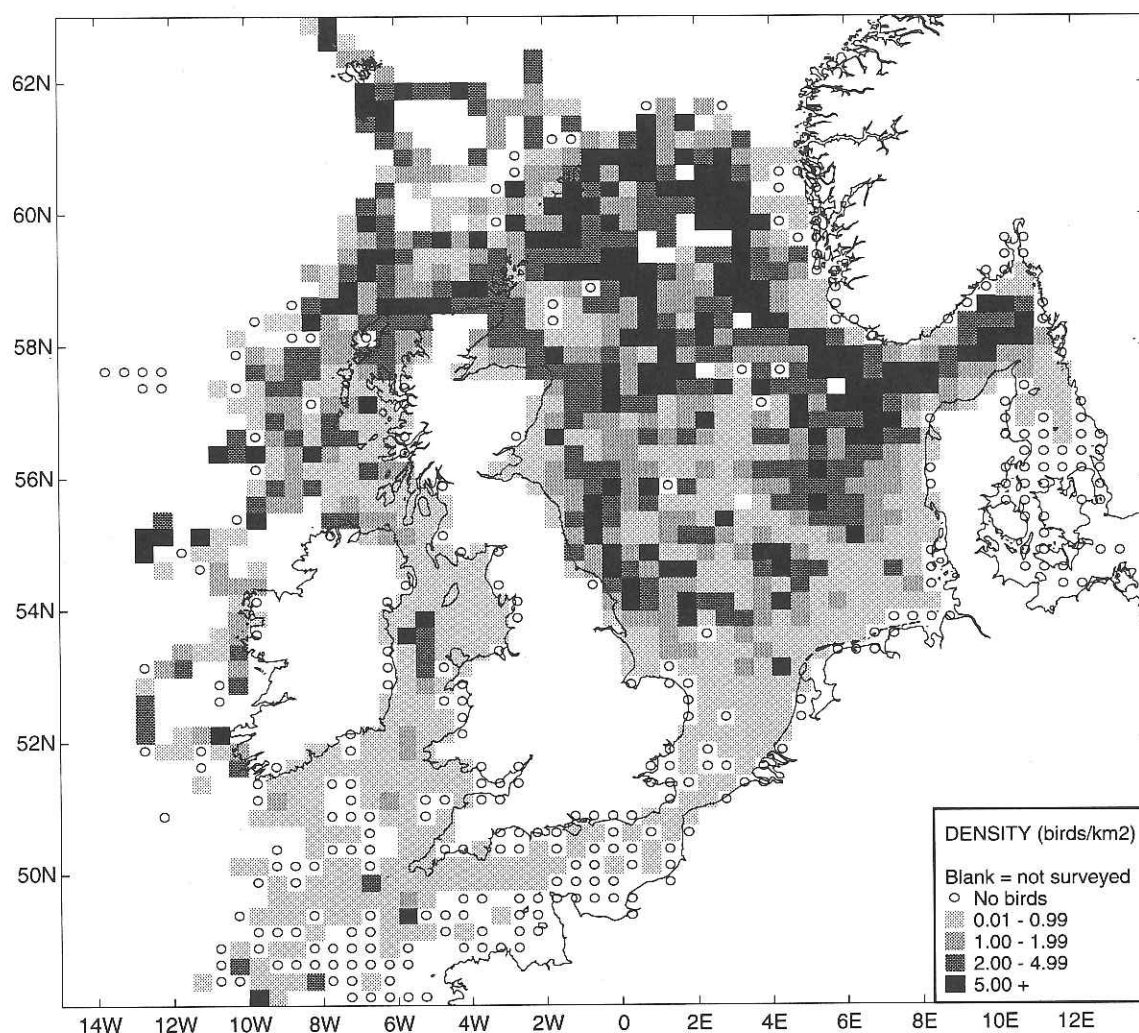 62N
60N
58N
56N
54N
52N
50N
DENSITY (birds/km2)
Blank = not surveyed
No birds
0.01 - 0.99
1.00 - 1.99
2.00 - 4.99
5.00 +
14W 12W 10W 8W 6W 4W 2W 0 2E 4E 6E 8E 10E 12E